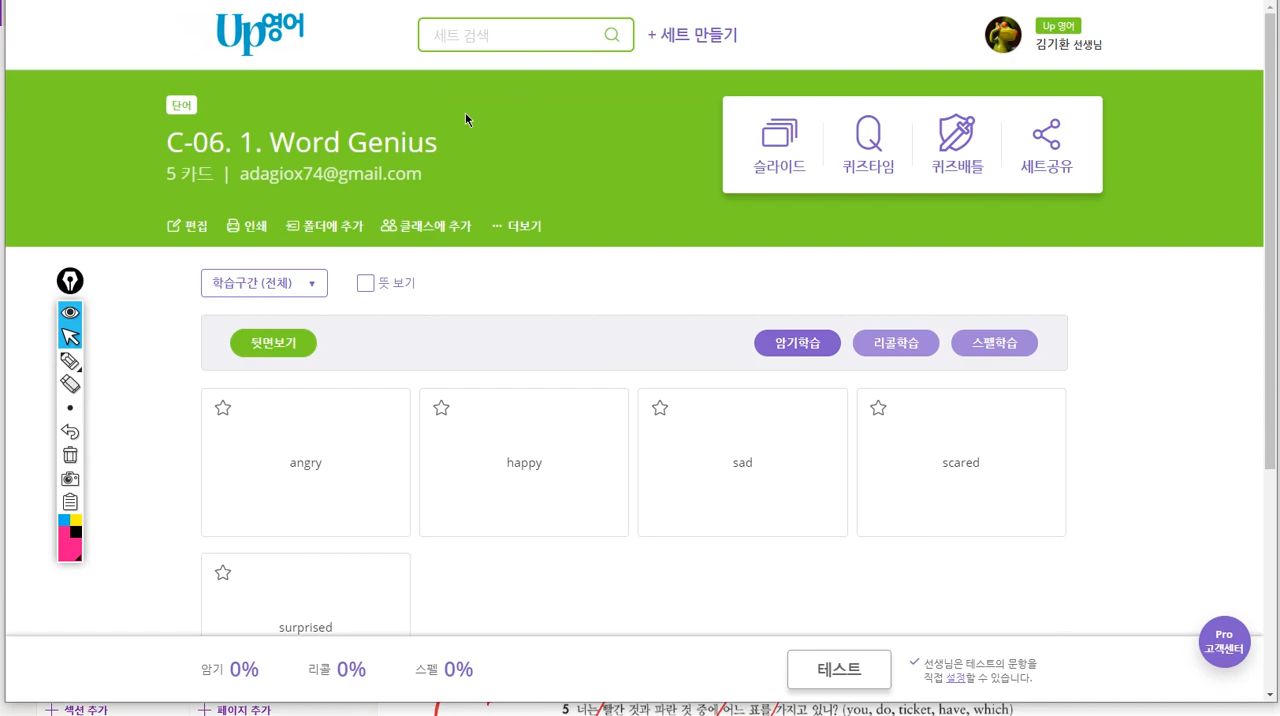 Up영어
세트 검색
+ 세트 만들기
Up 영어
김기환 선생님
단어
C-06. 1. Word Genius
5 카드 | adagiox74@gmail.com
슬라이드
퀴즈타임
퀴즈배틀
세트공유
편집
인쇄
폴더에 추가
클래스에 추가
··· 더보기
학습구간 (전체) ▼
뜻 보기
뒷면보기
암기학습
리콜학습
스펠학습
angry
happy
sad
scared
surprised
암기 0%
리콜 0%
스펠 0%
테스트
선생님은 테스트의 문항을
직접 설정할 수 있습니다.
Pro
고객센터
+ 섹션 추가
+ 페이지 추가
5 너는/빨간 것과 파란 것 중에/어느 표를/가지고 있니? (you, do, ticket, have, which)